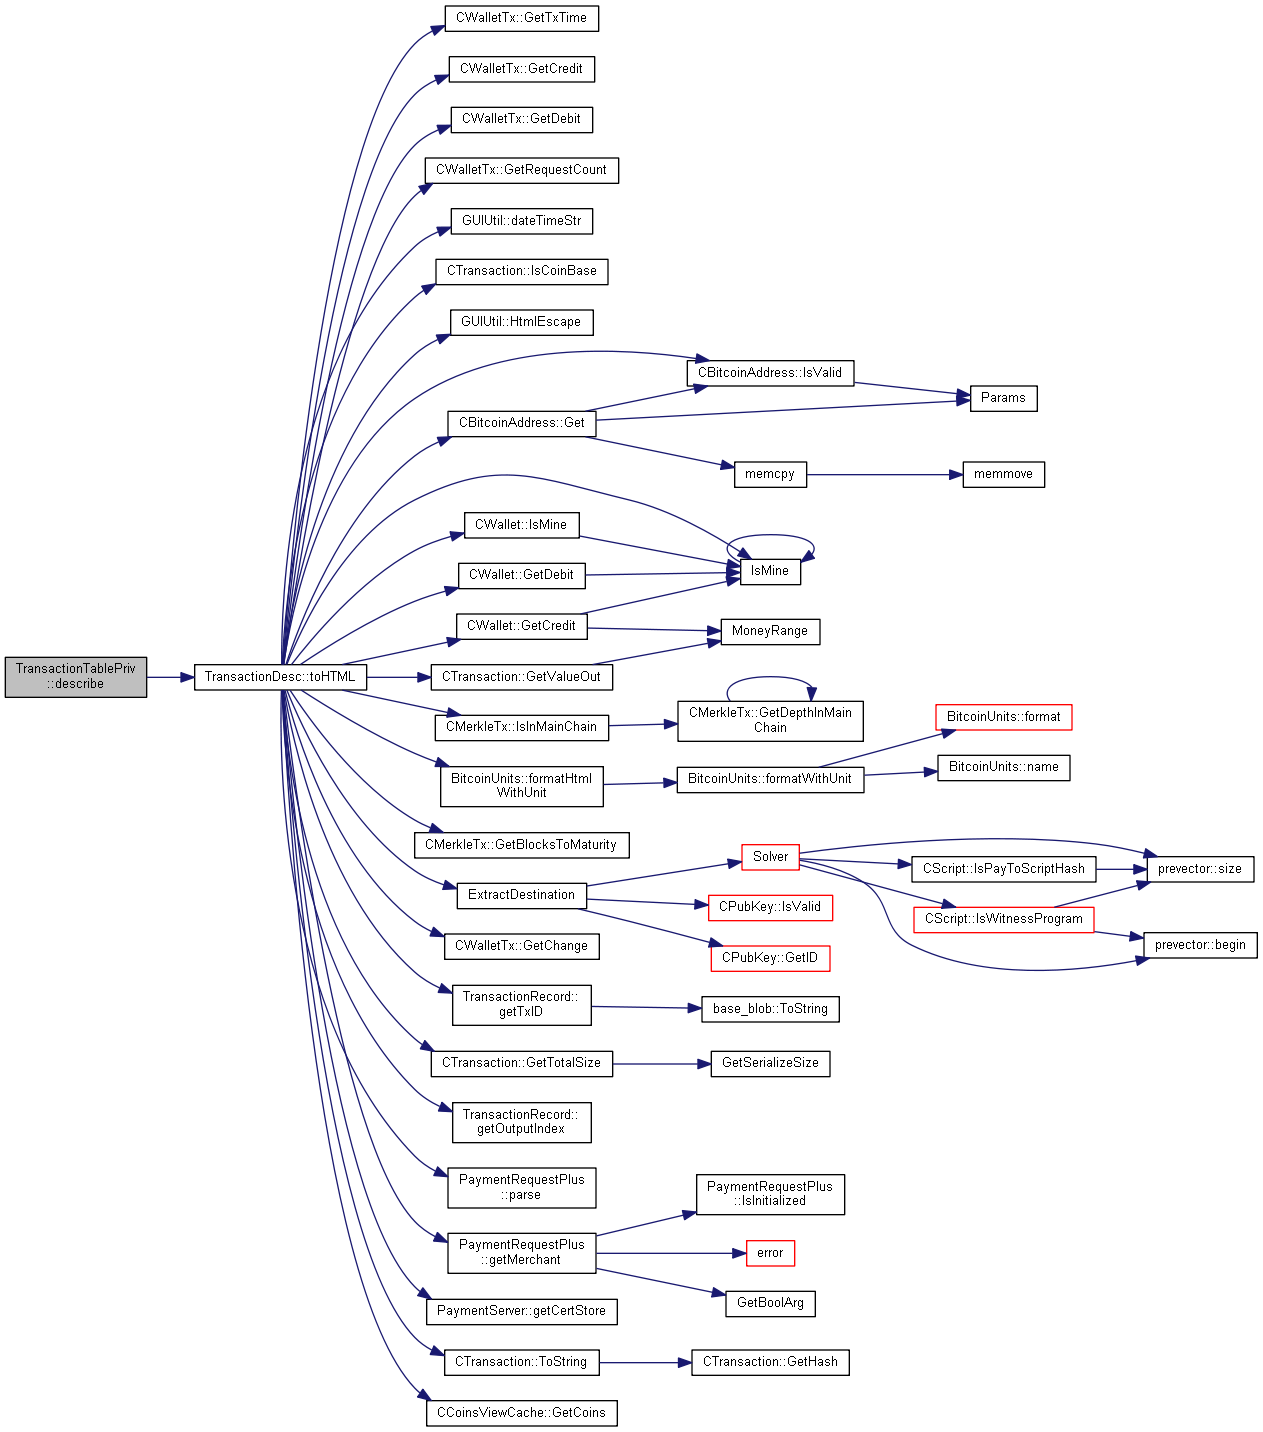 CWalletTx::GetTxTime
CWalletTx::GetCredit
CWalletTx::GetDebit
CWalletTx::GetRequestCount
GUIUtil::dateTimeStr
CTransaction::IsCoinBase
GUIUtil::HtmlEscape
CBitcoinAddress::IsValid
Params
CBitcoinAddress::Get
memcpy
memmove
CWallet::IsMine
IsMine
CWallet::GetDebit
CWallet::GetCredit
MoneyRange
TransactionTablePriv
::describe
TransactionDesc::toHTML
CTransaction::GetValueOut
CMerkleTx::IsInMainChain
CMerkleTx::GetDepthInMain
Chain
BitcoinUnits::format
BitcoinUnits::formatHtml
WithUnit
BitcoinUnits::formatWithUnit
BitcoinUnits::name
CMerkleTx::GetBlocksToMaturity
Solver
CScript::IsPayToScriptHash
prevector::size
ExtractDestination
CPubKey::IsValid
CScript::IsWitnessProgram
CWalletTx::GetChange
CPubKey::GetID
prevector::begin
TransactionRecord::
getTxID
base_blob::ToString
CTransaction::GetTotalSize
GetSerializeSize
TransactionRecord::
getOutputIndex
PaymentRequestPlus
::parse
PaymentRequestPlus
::IsInitialized
PaymentRequestPlus
::getMerchant
error
GetBoolArg
PaymentServer::getCertStore
CTransaction::ToString
CTransaction::GetHash
CCoinsViewCache::GetCoins